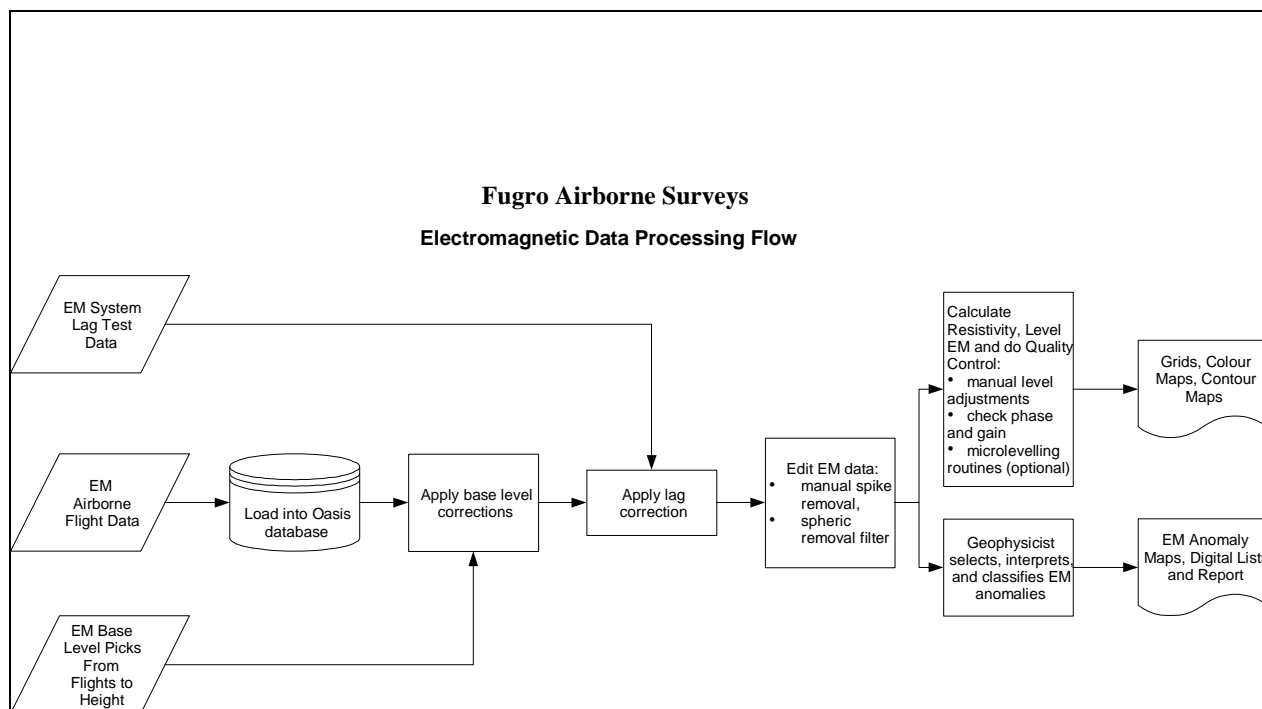 Fugro Airborne Surveys
Electromagnetic Data Processing Flow
EM System
Lag Test
Data
EM
Airborne
Flight Data
Load into Oasis
database
Apply base level
corrections
Apply lag
correction
Edit EM data:
• manual spike
removal,
• spheric
removal filter
Calculate
Resistivity, Level
EM and do Quality
Control:
• manual level
adjustments
• check phase
and gain
• microlevelling
routines (optional)
Grids, Colour
Maps, Contour
Maps
Geophysicist
selects, interprets,
and classifies EM
anomalies
EM Anomaly
Maps, Digital Lists
and Report
EM Base
Level Picks
From
Flights to
Height